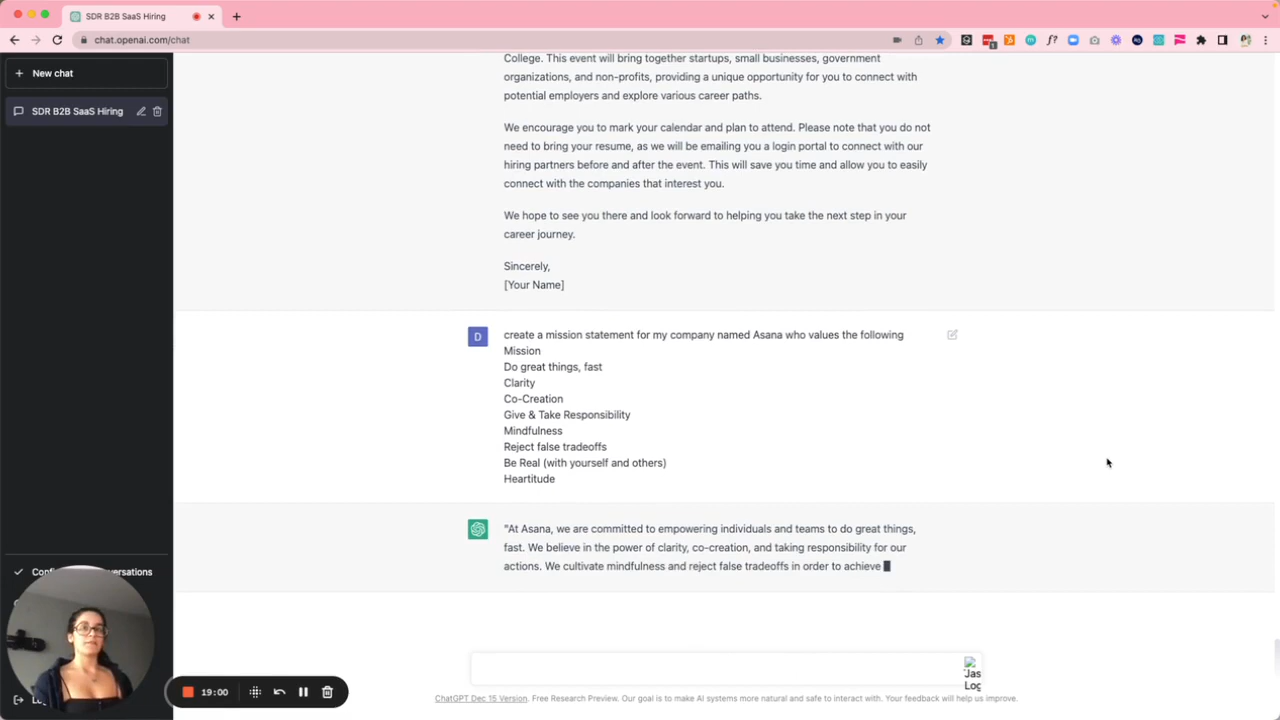 SDR B2B SaaS Hiring
chat.openai.com/chat
New chat
SDR B2B SaaS Hiring
College. This event will bring together startups, small businesses, government
organizations, and non-profits, providing a unique opportunity for you to connect with
potential employers and explore various career paths.
We encourage you to mark your calendar and plan to attend. Please note that you do not
need to bring your resume, as we will be emailing you a login portal to connect with our
hiring partners before and after the event. This will save you time and allow you to easily
connect with the companies that interest you.
We hope to see you there and look forward to helping you take the next step in your
career journey.
Sincerely,
[Your Name]
D
create a mission statement for my company named Asana who values the following
Mission
Do great things, fast
Clarity
Co-Creation
Give & Take Responsibility
Mindfulness
Reject false tradeoffs
Be Real (with yourself and others)
Heartitude
"At Asana, we are committed to empowering individuals and teams to do great things,
fast. We believe in the power of clarity, co-creation, and taking responsibility for our
actions. We cultivate mindfulness and reject false tradeoffs in order to achieve
19:00
ChatGPT Dec 15 Version. Free Research Preview. Our goal is to make AI systems more natural and safe to interact with. Your feedback will help us improve.